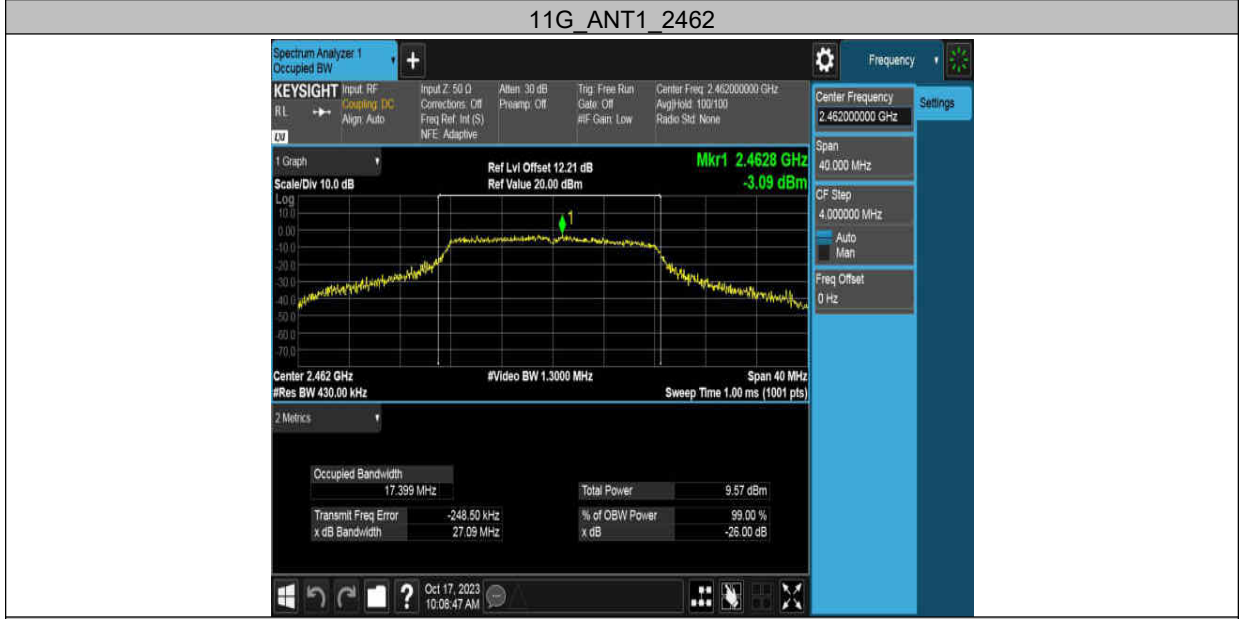 11G_ANT1_2462
Spectrum Analyzer 1
Occupied BW
Frequency
KEYSIGHT
RL
LXI
Input: RF
Coupling: DC
Align: Auto
Input Z: 50 Ω
Corrections: Off
Freq Ref: Int (S)
NFE: Adaptive
Atten: 30 dB
Preamp: Off
Trig: Free Run
Gate: Off
#IF Gain: Low
Center Freq: 2.462000000 GHz
Avg|Hold: 100/100
Radio Std: None
Center Frequency
2.462000000 GHz
Settings
Span
40.000 MHz
CF Step
4.000000 MHz
Auto
Man
Freq Offset
0 Hz
1 Graph
Scale/Div 10.0 dB
Ref Lvl Offset 12.21 dB
Ref Value 20.00 dBm
Mkr1 2.4628 GHz
-3.09 dBm
Log
10.0
0.00
-10.0
-20.0
-30.0
-40.0
-50.0
-60.0
-70.0
1
Center 2.462 GHz
#Video BW 1.3000 MHz
Span 40 MHz
#Res BW 430.00 kHz
Sweep Time 1.00 ms (1001 pts)
2 Metrics
Occupied Bandwidth
17.399 MHz
Total Power 9.57 dBm
Transmit Freq Error -248.50 kHz
% of OBW Power 99.00 %
x dB Bandwidth 27.09 MHz
x dB -26.00 dB
Oct 17, 2023
10:08:47 AM